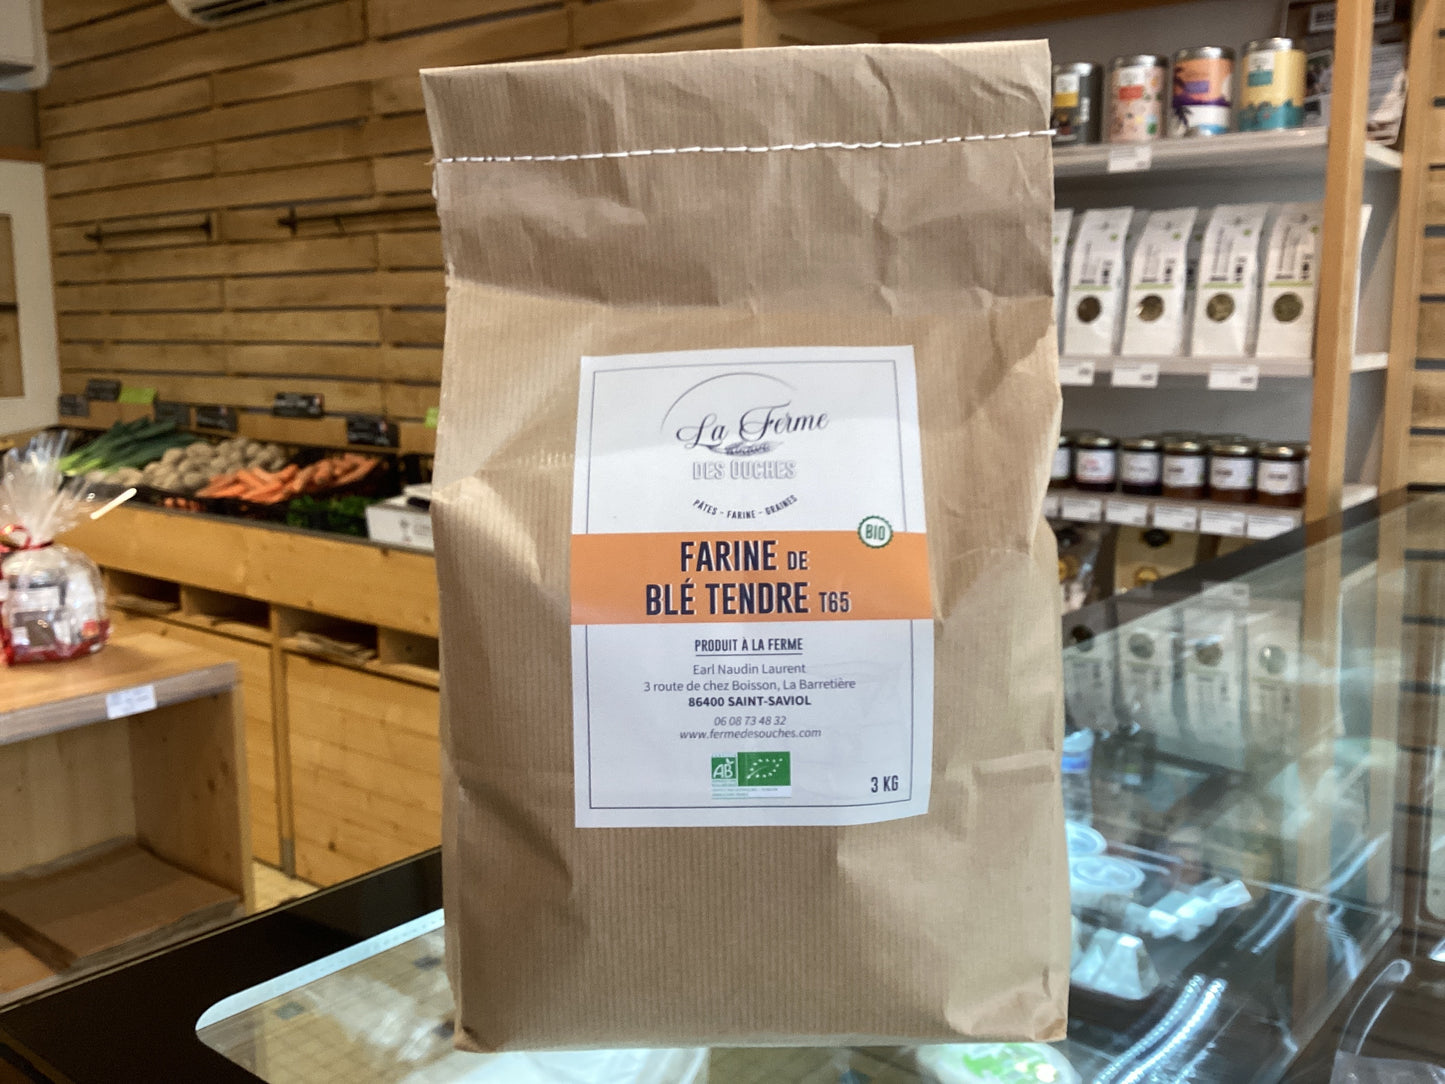 La Ferme
DES OUCHES
PÂTES - FARINE - GRAINES
BIO
FARINE DE
BLÉ TENDRE T65
PRODUIT À LA FERME
Earl Naudin Laurent
3 route de chez Boisson, La Barretière
86400 SAINT-SAVIOL
06 08 73 48 32
www.fermedesouches.com
AB
3 KG